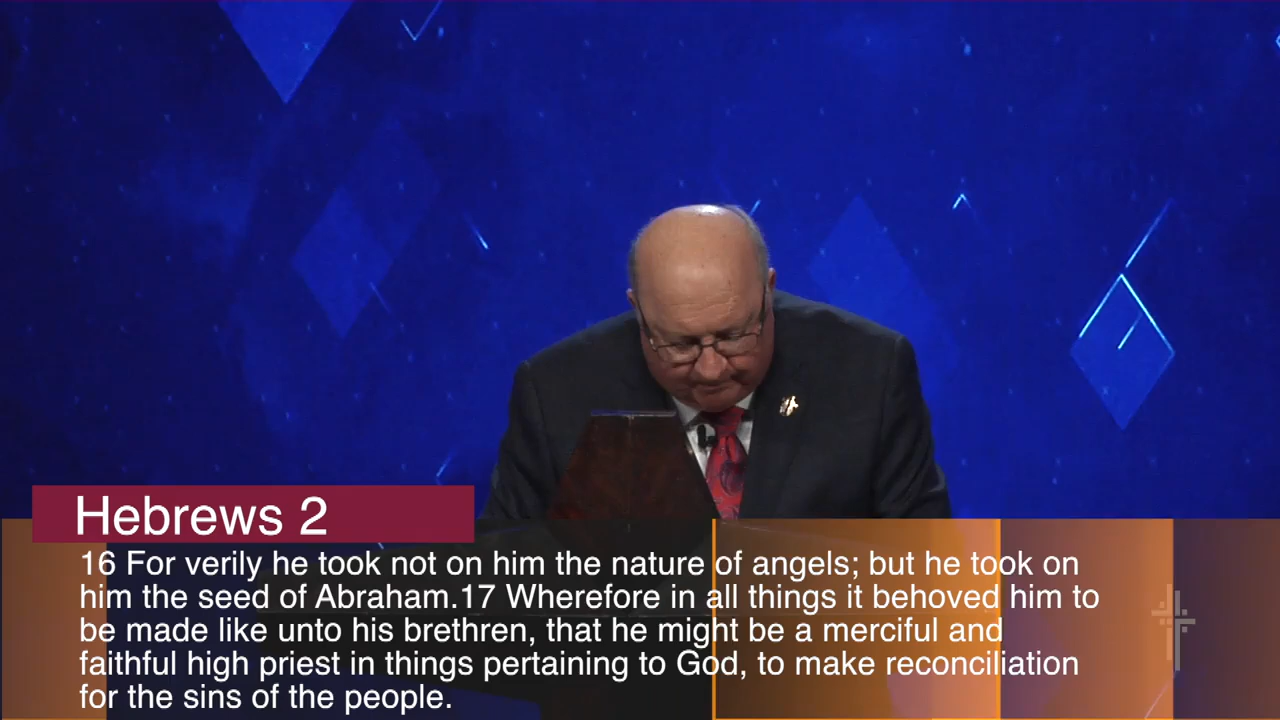 Hebrews 2
16 For verily he took not on him the nature of angels; but he took on
him the seed of Abraham.17 Wherefore in all things it behoved him to
be made like unto his brethren, that he might be a merciful and
faithful high priest in things pertaining to God, to make reconciliation
for the sins of the people.